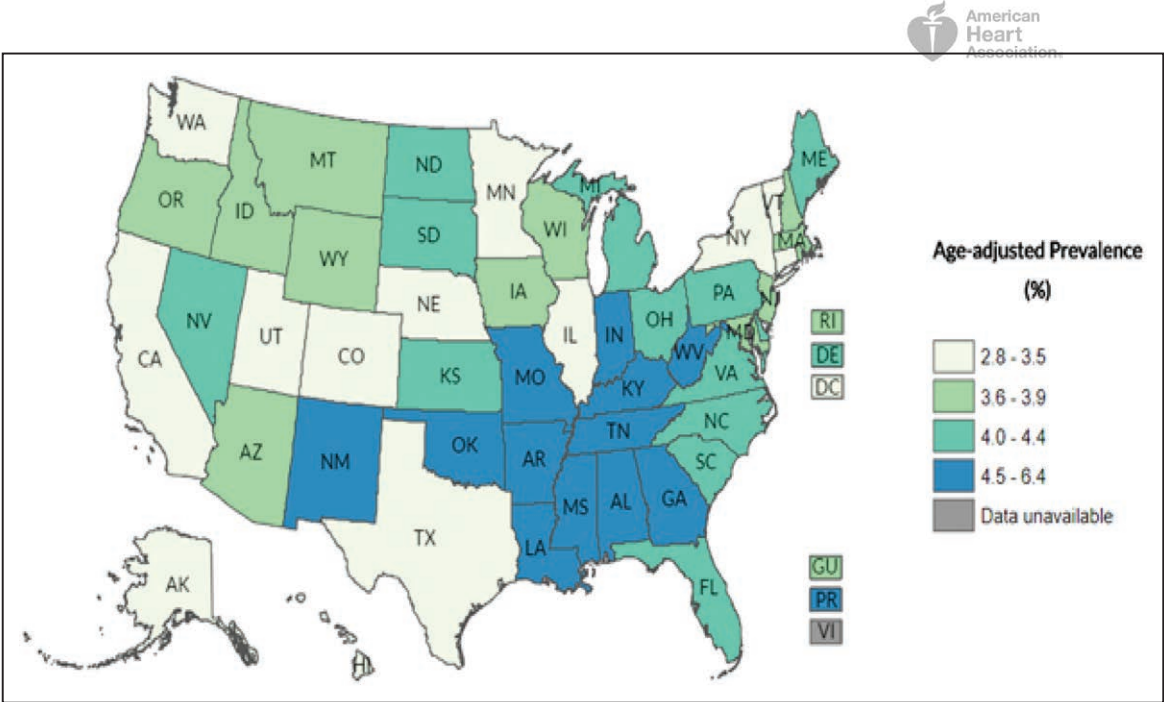 American
Heart
Association®
WA
MT
ND
ME
MN
MI
OR
ID
VT
SD
WI
NY
MA
WY
IA
NE
PA
NJ
NV
IL
IN
OH
MD
UT
CO
WV
CA
KS
MO
KY
VA
TN
NC
OK
AZ
NM
AR
SC
MS
AL
GA
TX
LA
FL
AK
HI
RI
DE
DC
GU
PR
VI
Age-adjusted Prevalence
(%)
2.8 - 3.5
3.6 - 3.9
4.0 - 4.4
4.5 - 6.4
Data unavailable